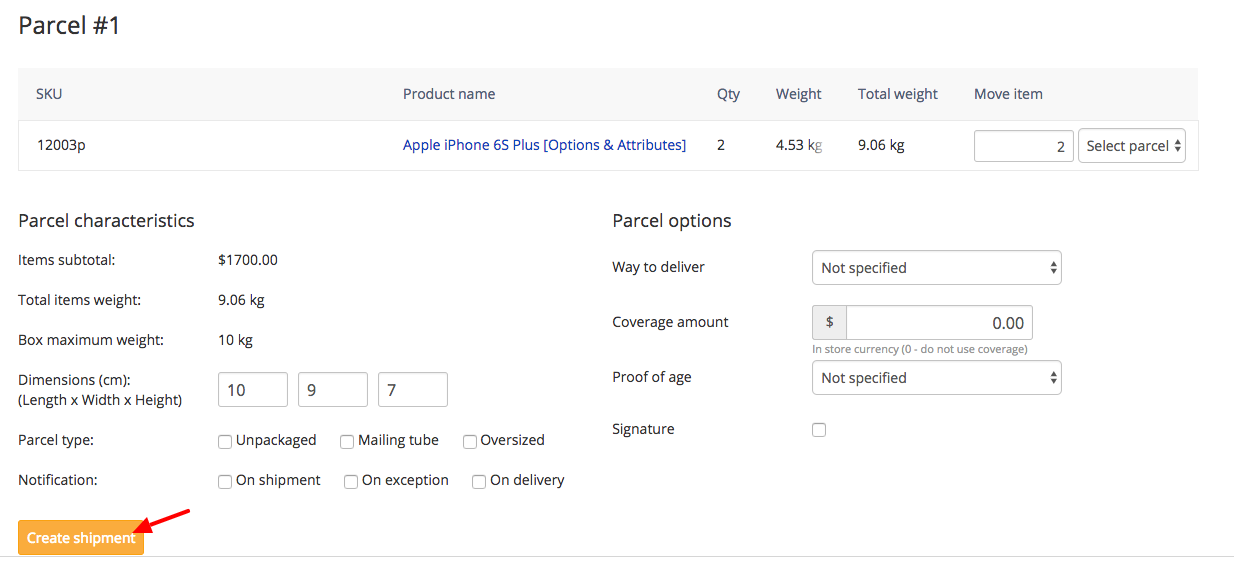 Parcel #1
SKU Product name Qty Weight Total weight Move item
12003p Apple iPhone 6S Plus [Options & Attributes] 2 4.53 kg 9.06 kg 2 Select parcel
Parcel characteristics
Items subtotal: $1700.00
Total items weight: 9.06 kg
Box maximum weight: 10 kg
Dimensions (cm):
(Length x Width x Height) 10 9 7
Parcel type: Unpackaged Mailing tube Oversized
Notification: On shipment On exception On delivery
Create shipment
Parcel options
Way to deliver Not specified
Coverage amount $ 0.00
In store currency (0 - do not use coverage)
Proof of age Not specified
Signature